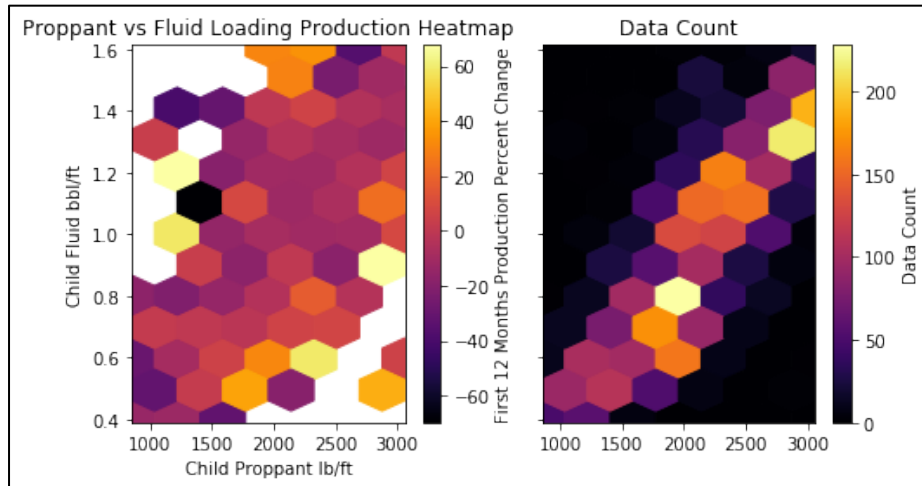 Proppant vs Fluid Loading Production Heatmap
Data Count
1.6
1.4
1.2
1.0
0.8
0.6
0.4
Child Fluid bbl/ft
1000 1500 2000 2500 3000
Child Proppant lb/ft
60
40
20
0
−20
−40
−60
First 12 Months Production Percent Change
1000 1500 2000 2500 3000
200
150
100
50
0
Data Count